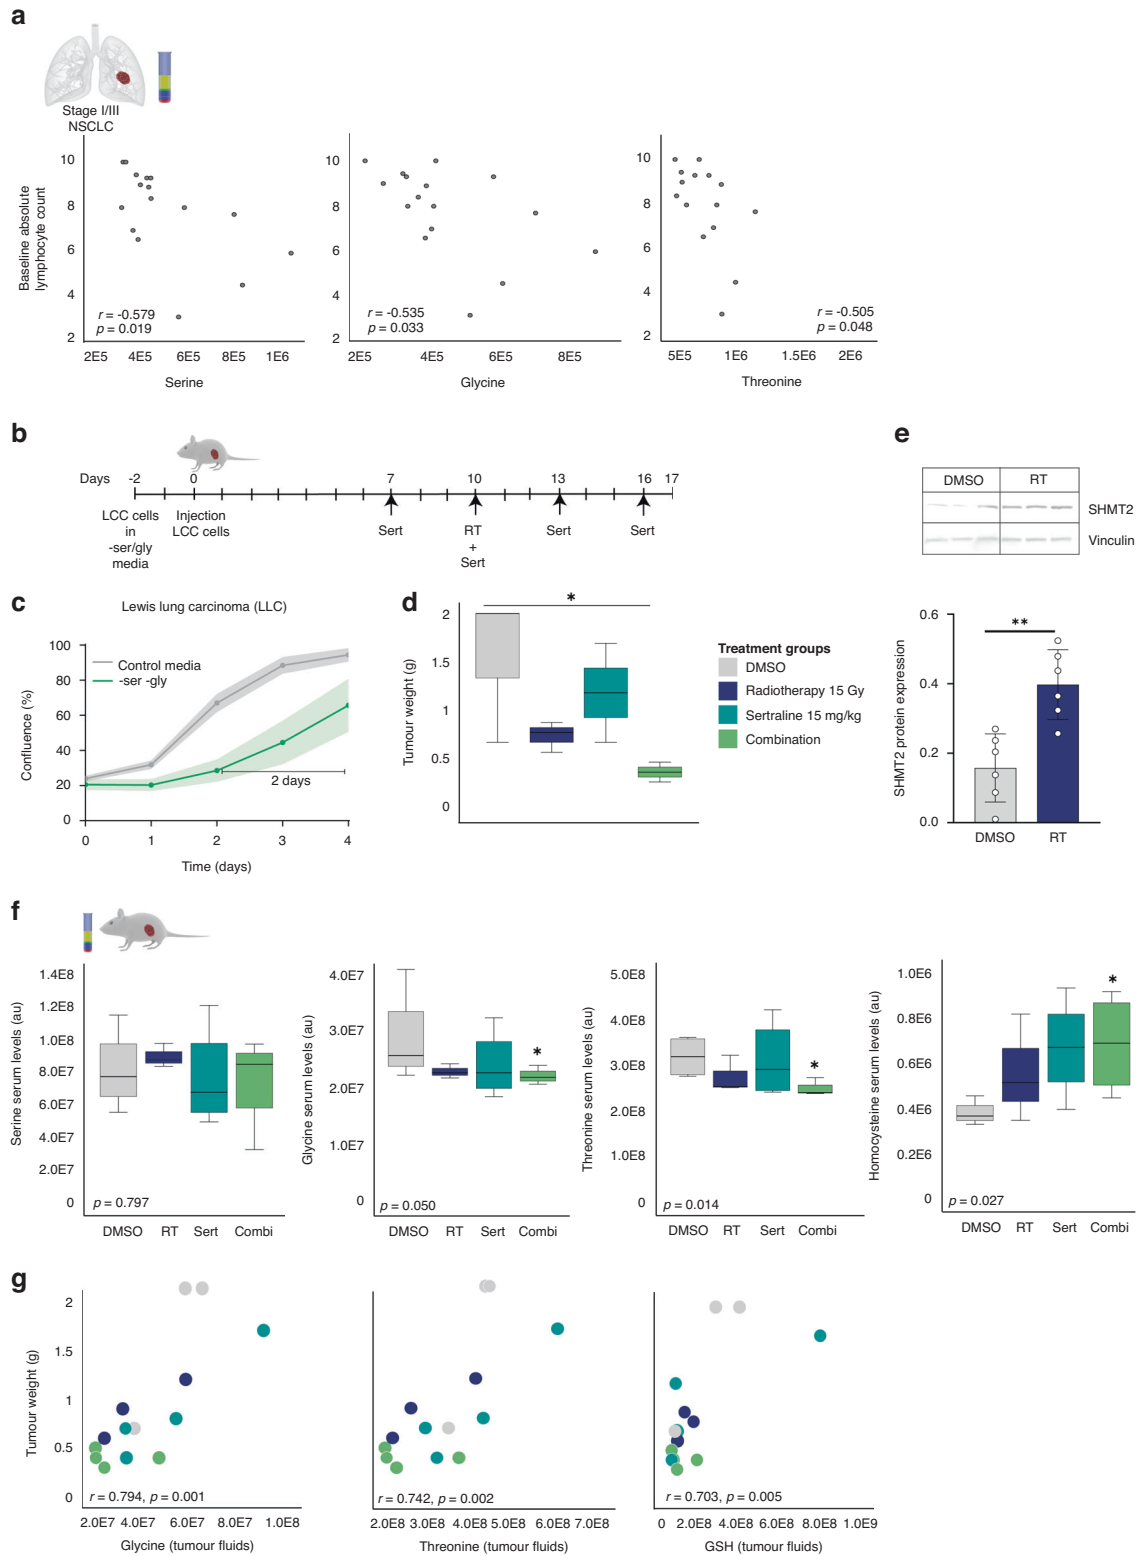 a
Stage I/III
NSCLC
Baseline absolute
lymphocyte count
10
8
6
4
2
r = -0.579
p = 0.019
2E5 4E5 6E5 8E5 1E6
Serine
10
8
6
4
2
r = -0.535
p = 0.033
2E5 4E5 6E5 8E5
Glycine
10
8
6
4
2
r = -0.505
p = 0.048
5E5 1E6 1.5E6 2E6
Threonine
b
Days -2 0 7 10 13 16 17
LCC cells
in
-ser/gly
media
Injection
LCC cells
Sert
RT
+
Sert
Sert
Sert
e
DMSO RT
SHMT2
Vinculin
SHMT2 protein expression
0.6
0.4
0.2
0.0
**
DMSO RT
c
Lewis lung carcinoma (LLC)
Confluence (%)
100
80
60
40
20
0
Control media
-ser -gly
2 days
0 1 2 3 4
Time (days)
d
Tumour weight (g)
2
1.5
1
0.5
0
*
Treatment groups
DMSO
Radiotherapy 15 Gy
Sertraline 15 mg/kg
Combination
f
Serine serum levels (au)
1.4E8
1.2E8
1.0E8
8.0E7
6.0E7
4.0E7
2.0E7
0
p = 0.797
DMSO RT Sert Combi
Glycine serum levels (au)
4.0E7
3.0E7
2.0E7
1.0E7
0
*
p = 0.050
DMSO RT Sert Combi
Threonine serum levels (au)
5.0E8
4.0E8
3.0E8
2.0E8
1.0E8
0
*
p = 0.014
DMSO RT Sert Combi
Homocysteine serum levels (au)
1.0E6
0.8E6
0.6E6
0.4E6
0.2E6
0
*
p = 0.027
DMSO RT Sert Combi
g
Tumour weight (g)
2
1.5
1
0.5
0
r = 0.794, p = 0.001
2.0E7 4.0E7 6.0E7 8.0E7 1.0E8
Glycine (tumour fluids)
r = 0.742, p = 0.002
2.0E8 3.0E8 4.0E8 5.0E8 6.0E8 7.0E8
Threonine (tumour fluids)
r = 0.703, p = 0.005
0 2.0E8 4.0E8 6.0E8 8.0E8 1.0E9
GSH (tumour fluids)